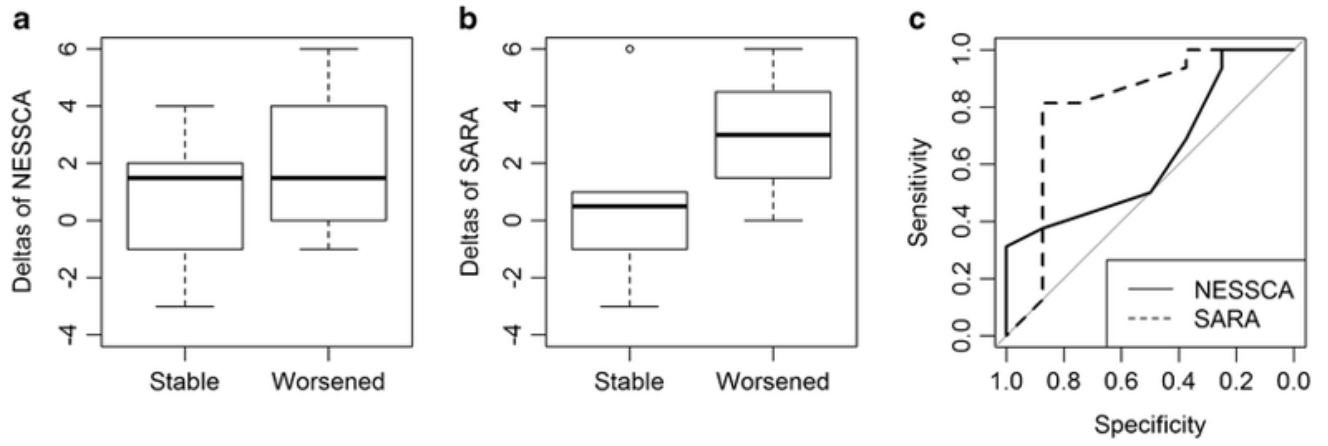 a
Deltas of NESSCA
6
4
2
0
-2
-4
Stable Worsened
b
Deltas of SARA
6
4
2
0
-2
-4
Stable Worsened
c
Sensitivity
1.0
0.8
0.6
0.4
0.2
0.0
NESSCA
SARA
1.0 0.8 0.6 0.4 0.2 0.0
Specificity